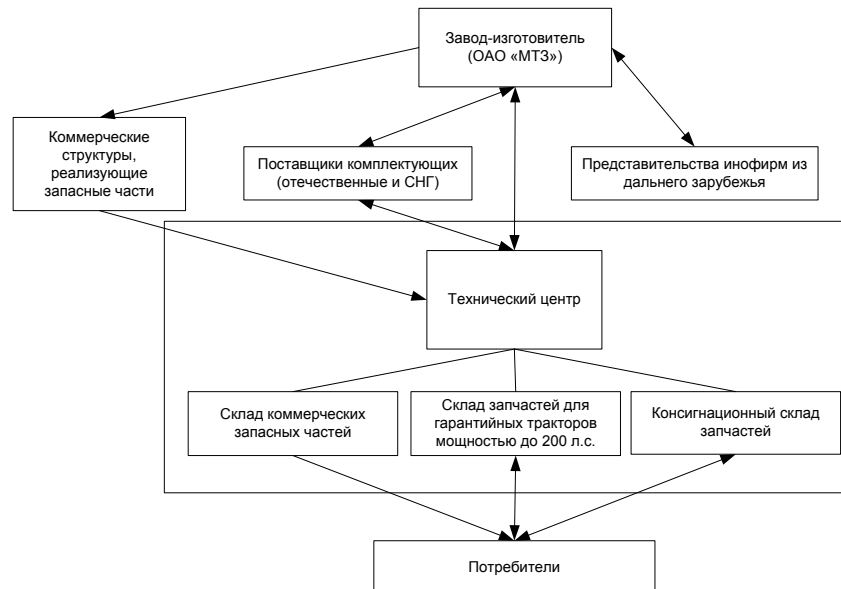 Завод-изготовитель
(ОАО «МТЗ»)
Коммерческие
структуры,
реализующие
запасные части
Поставщики комплектующих
(отечественные и СНГ)
Представительства инофирм из
дальнего зарубежья
Технический центр
Склад коммерческих
запасных частей
Склад запчастей для
гарантийных тракторов
мощностью до 200 л.с.
Консигнационный склад
запчастей
Потребители